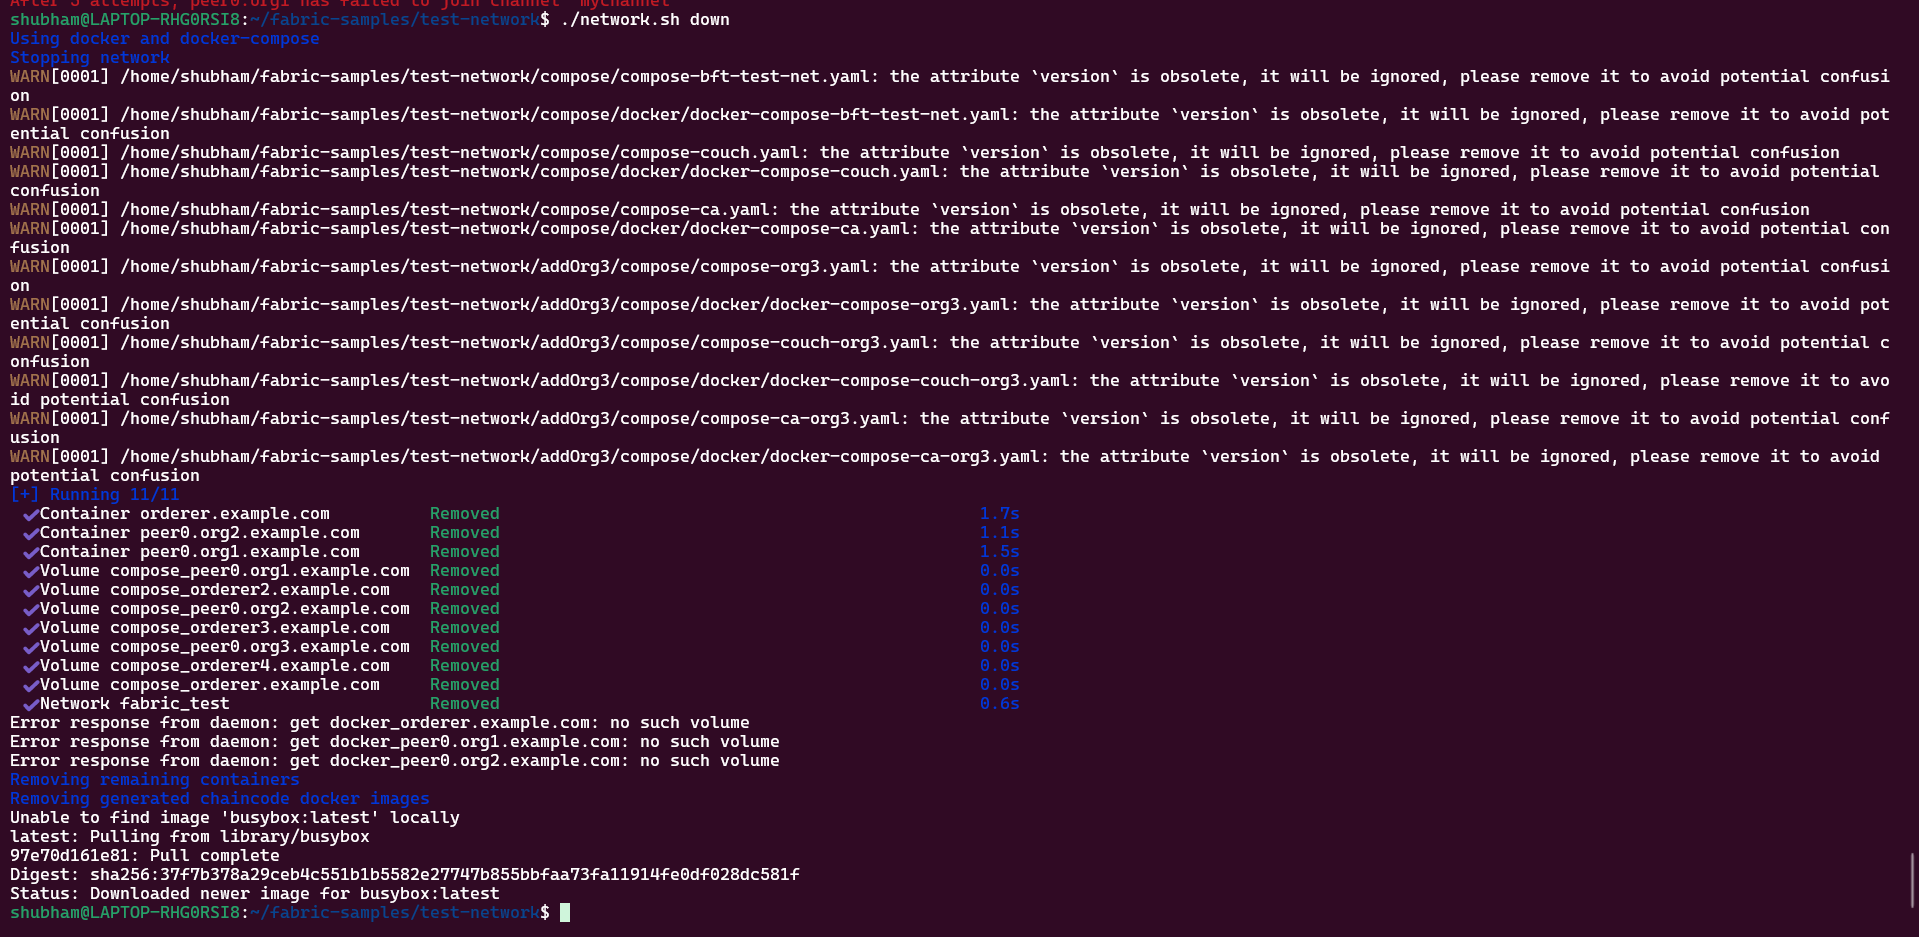 After 5 attempts, peer0.org1 has failed to join channel 'mychannel'
shubham@LAPTOP-RHG0RSI8:~/fabric-samples/test-network$ ./network.sh down
Using docker and docker-compose
Stopping network
WARN[0001] /home/shubham/fabric-samples/test-network/compose/compose-bft-test-net.yaml: the attribute `version` is obsolete, it will be ignored, please remove it to avoid potential confusi
on
WARN[0001] /home/shubham/fabric-samples/test-network/compose/docker/docker-compose-bft-test-net.yaml: the attribute `version` is obsolete, it will be ignored, please remove it to avoid pot
ential confusion
WARN[0001] /home/shubham/fabric-samples/test-network/compose/compose-couch.yaml: the attribute `version` is obsolete, it will be ignored, please remove it to avoid potential confusion
WARN[0001] /home/shubham/fabric-samples/test-network/compose/docker/docker-compose-couch.yaml: the attribute `version` is obsolete, it will be ignored, please remove it to avoid potential
confusion
WARN[0001] /home/shubham/fabric-samples/test-network/compose/compose-ca.yaml: the attribute `version` is obsolete, it will be ignored, please remove it to avoid potential confusion
WARN[0001] /home/shubham/fabric-samples/test-network/compose/docker/docker-compose-ca.yaml: the attribute `version` is obsolete, it will be ignored, please remove it to avoid potential con
fusion
WARN[0001] /home/shubham/fabric-samples/test-network/addOrg3/compose/compose-org3.yaml: the attribute `version` is obsolete, it will be ignored, please remove it to avoid potential confusi
on
WARN[0001] /home/shubham/fabric-samples/test-network/addOrg3/compose/docker/docker-compose-org3.yaml: the attribute `version` is obsolete, it will be ignored, please remove it to avoid pot
ential confusion
WARN[0001] /home/shubham/fabric-samples/test-network/addOrg3/compose/compose-couch-org3.yaml: the attribute `version` is obsolete, it will be ignored, please remove it to avoid potential c
onfusion
WARN[0001] /home/shubham/fabric-samples/test-network/addOrg3/compose/docker/docker-compose-couch-org3.yaml: the attribute `version` is obsolete, it will be ignored, please remove it to avo
id potential confusion
WARN[0001] /home/shubham/fabric-samples/test-network/addOrg3/compose/compose-ca-org3.yaml: the attribute `version` is obsolete, it will be ignored, please remove it to avoid potential conf
usion
WARN[0001] /home/shubham/fabric-samples/test-network/addOrg3/compose/docker/docker-compose-ca-org3.yaml: the attribute `version` is obsolete, it will be ignored, please remove it to avoid
potential confusion
[+] Running 11/11
✔Container orderer.example.com Removed 1.7s
✔Container peer0.org2.example.com Removed 1.1s
✔Container peer0.org1.example.com Removed 1.5s
✔Volume compose_peer0.org1.example.com Removed 0.0s
✔Volume compose_orderer2.example.com Removed 0.0s
✔Volume compose_peer0.org2.example.com Removed 0.0s
✔Volume compose_orderer3.example.com Removed 0.0s
✔Volume compose_peer0.org3.example.com Removed 0.0s
✔Volume compose_orderer4.example.com Removed 0.0s
✔Volume compose_orderer.example.com Removed 0.0s
✔Network fabric_test Removed 0.6s
Error response from daemon: get docker_orderer.example.com: no such volume
Error response from daemon: get docker_peer0.org1.example.com: no such volume
Error response from daemon: get docker_peer0.org2.example.com: no such volume
Removing remaining containers
Removing generated chaincode docker images
Unable to find image 'busybox:latest' locally
latest: Pulling from library/busybox
97e70d161e81: Pull complete
Digest: sha256:37f7b378a29ceb4c551b1b5582e27747b855bbfaa73fa11914fe0df028dc581f
Status: Downloaded newer image for busybox:latest
shubham@LAPTOP-RHG0RSI8:~/fabric-samples/test-network$